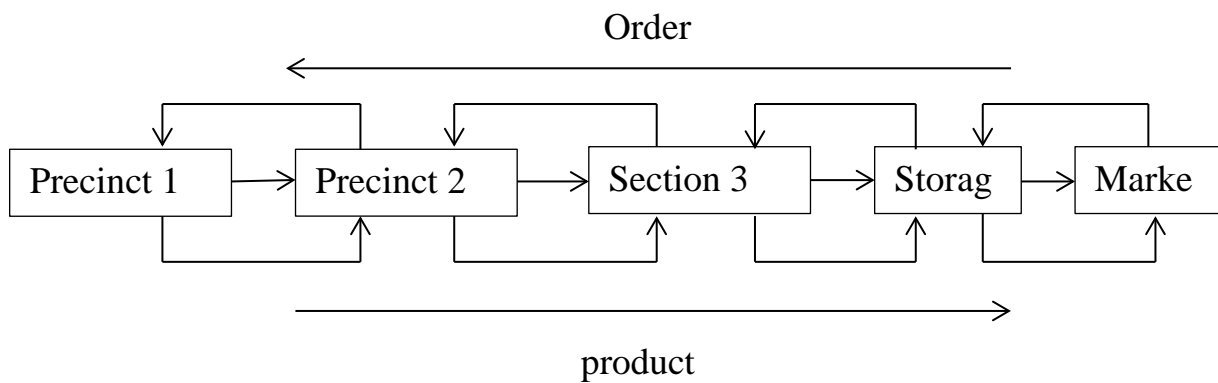 Order
Precinct 1
Precinct 2
Section 3
Storag
Marke
product